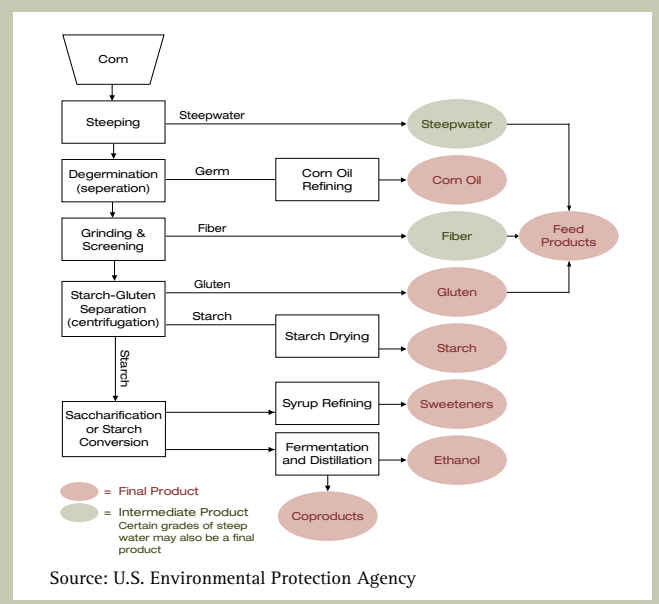 Corn
Steeping
Steepwater
Steepwater
Degermination
(seperation)
Germ
Corn Oil
Refining
Corn Oil
Grinding &
Screening
Fiber
Fiber
Feed
Products
Starch-Gluten
Separation
(centrifugation)
Gluten
Gluten
Starch
Starch Drying
Starch
Starch
Saccharification
or Starch
Conversion
Syrup Refining
Sweeteners
Fermentation
and Distillation
Ethanol
Coproducts
= Final Product
= Intermediate Product
Certain grades of steep
water may also be a final
product
Source: U.S. Environmental Protection Agency